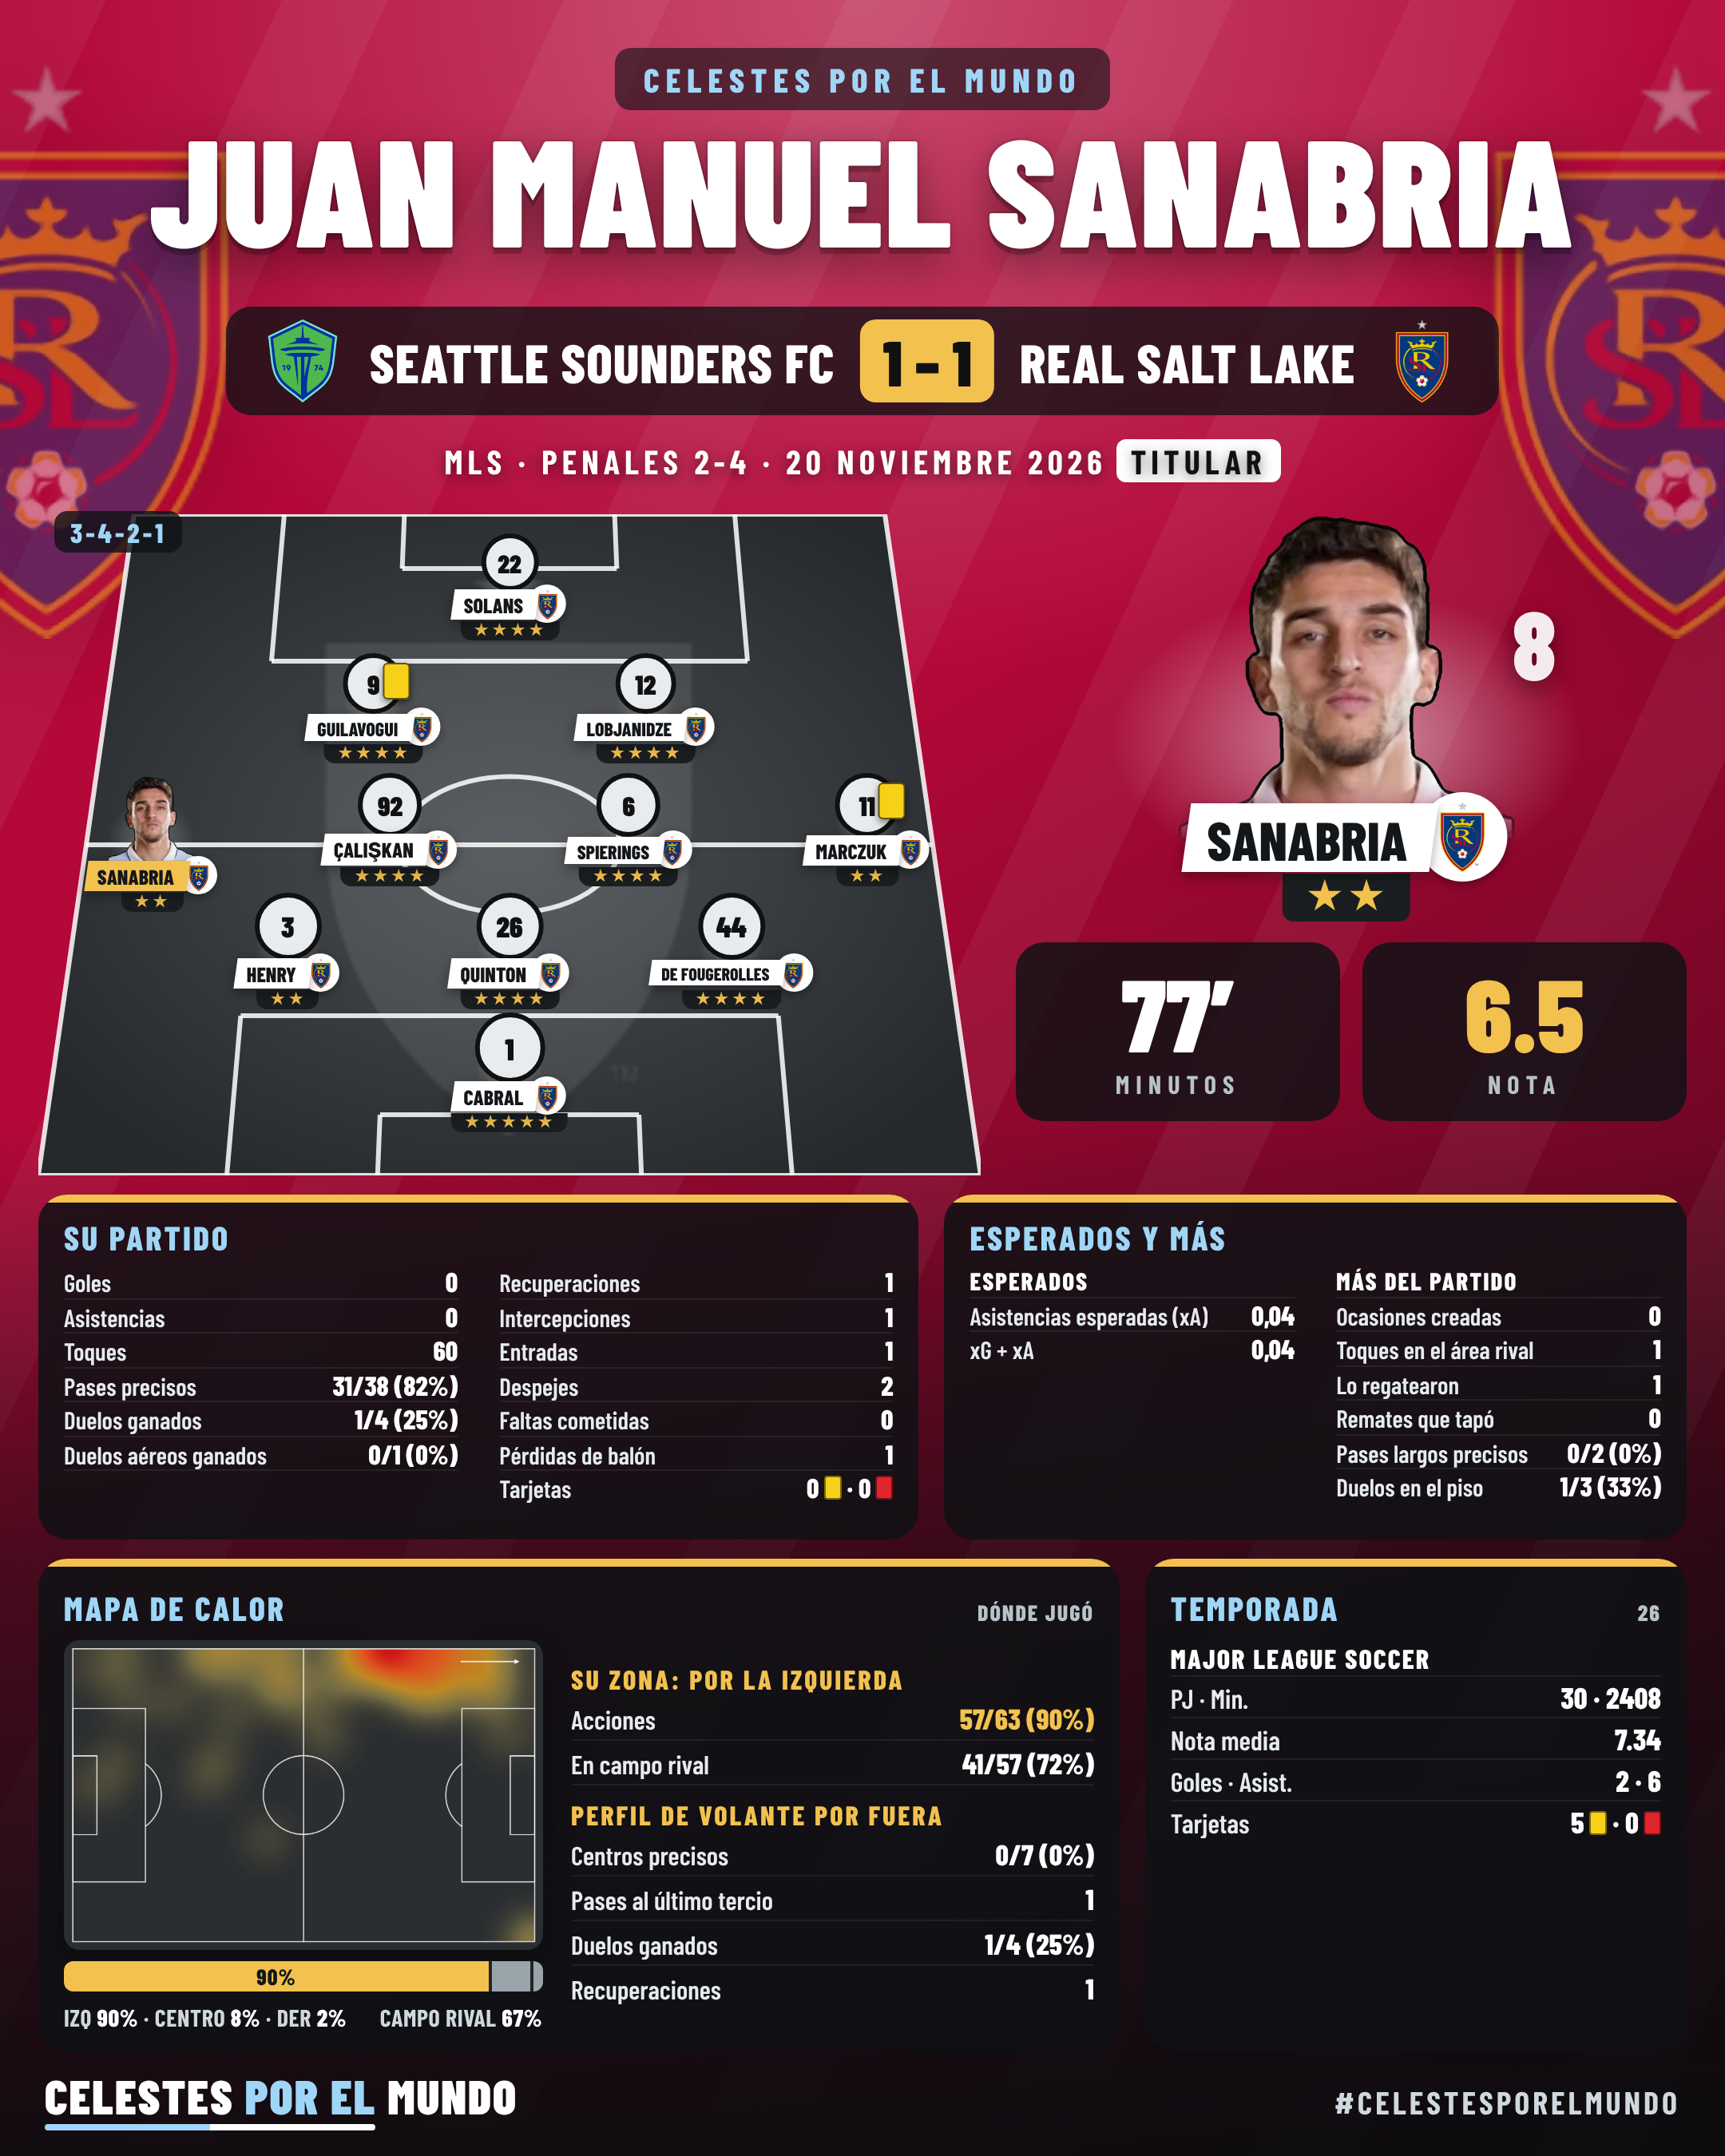 CELESTES POR EL MUNDO
JUAN MANUEL SANABRIA
SEATTLE SOUNDERS FC 1-1 REAL SALT LAKE
MLS · PENALES 2-4 · 20 NOVIEMBRE 2026 TITULAR
3-4-2-1
22
SOLANS
9
GUILAVOGUI
12
LOBJANIDZE
SANABRIA
92
ÇALIŞKAN
6
SPIERINGS
11
MARCZUK
3
HENRY
26
QUINTON
44
DE FOUGEROLLES
1
CABRAL
8
SANABRIA
77'
MINUTOS
6.5
NOTA
SU PARTIDO
Goles 0
Asistencias 0
Toques 60
Pases precisos 31/38 (82%)
Duelos ganados 1/4 (25%)
Duelos aéreos ganados 0/1 (0%)
Recuperaciones 1
Intercepciones 1
Entradas 1
Despejes 2
Faltas cometidas 0
Pérdidas de balón 1
Tarjetas 0 · 0
ESPERADOS Y MÁS
ESPERADOS
Asistencias esperadas (xA) 0,04
xG + xA 0,04
MÁS DEL PARTIDO
Ocasiones creadas 0
Toques en el área rival 1
Lo regatearon 1
Remates que tapó 0
Pases largos precisos 0/2 (0%)
Duelos en el piso 1/3 (33%)
MAPA DE CALOR
DÓNDE JUGÓ
90%
IZQ 90% · CENTRO 8% · DER 2% CAMPO RIVAL 67%
SU ZONA: POR LA IZQUIERDA
Acciones 57/63 (90%)
En campo rival 41/57 (72%)
PERFIL DE VOLANTE POR FUERA
Centros precisos 0/7 (0%)
Pases al último tercio 1
Duelos ganados 1/4 (25%)
Recuperaciones 1
TEMPORADA 26
MAJOR LEAGUE SOCCER
PJ · Min. 30 · 2408
Nota media 7.34
Goles · Asist. 2 · 6
Tarjetas 5 · 0
CELESTES POR EL MUNDO
#CELESTESPORELMUNDO